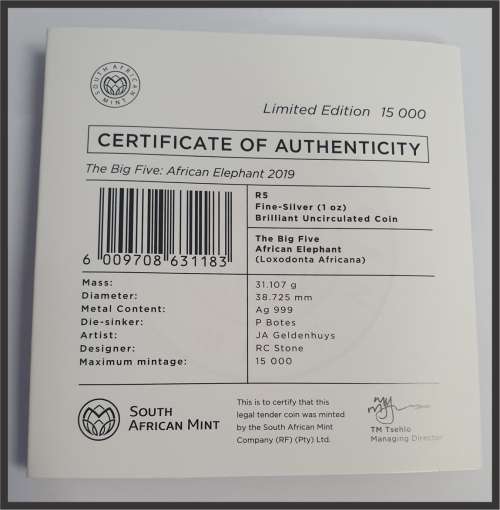 SOUTH AFRICAN MINT
Limited Edition 15 000
CERTIFICATE OF AUTHENTICITY
The Big Five: African Elephant 2019
6 009708 631183
R5
Fine-Silver (1 oz)
Brilliant Uncirculated Coin
The Big Five
African Elephant
(Loxodonta Africana)
Mass: 31.107 g
Diameter: 38.725 mm
Metal Content: Ag 999
Die-sinker: P Botes
Artist: JA Geldenhuys
Designer: RC Stone
Maximum mintage: 15 000
SOUTH
AFRICAN MINT
This is to certify that this
legal tender coin was minted
by the South African Mint
Company (RF) (Pty) Ltd.
TM Tsehlo
Managing Director